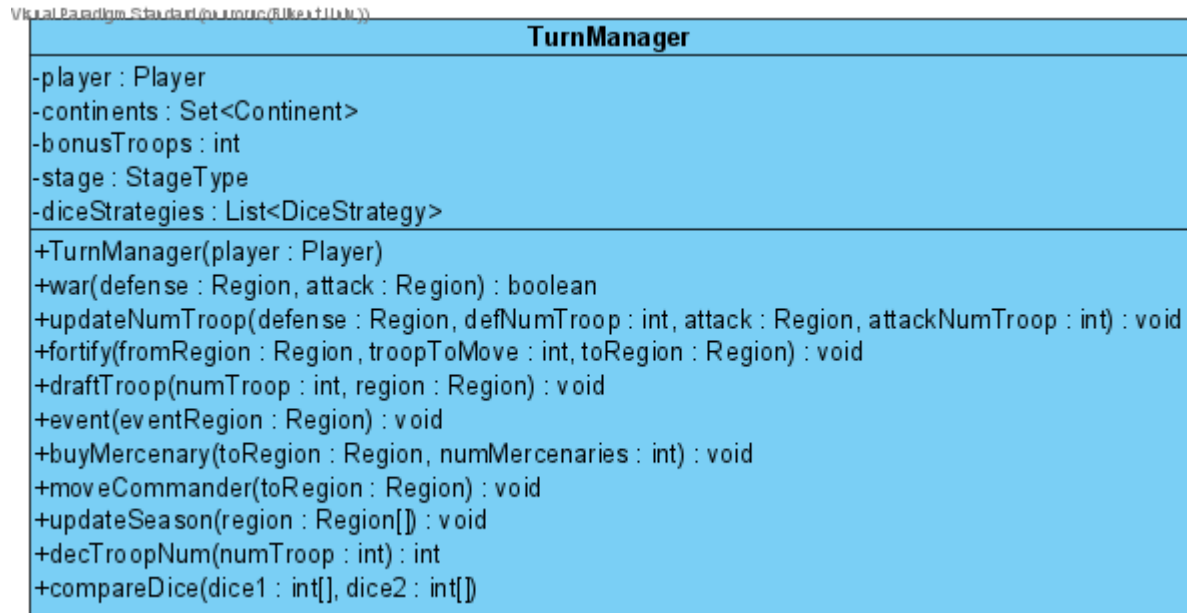 Visual Paradigm Standard
TurnManager
-player : Player
-continents : Set<Continent>
-bonusTroops : int
-stage : StageType
-diceStrategies : List<DiceStrategy>
+TurnManager(player : Player)
+war(defense : Region, attack : Region) : boolean
+updateNumTroop(defense : Region, defNumTroop : int, attack : Region, attackNumTroop : int) : void
+fortify(fromRegion : Region, troopToMove : int, toRegion : Region) : void
+draftTroop(numTroop : int, region : Region) : void
+event(eventRegion : Region) : void
+buyMercenary(toRegion : Region, numMercenaries : int) : void
+moveCommander(toRegion : Region) : void
+updateSeason(region : Region[]) : void
+decTroopNum(numTroop : int) : int
+compareDice(dice1 : int[], dice2 : int[])